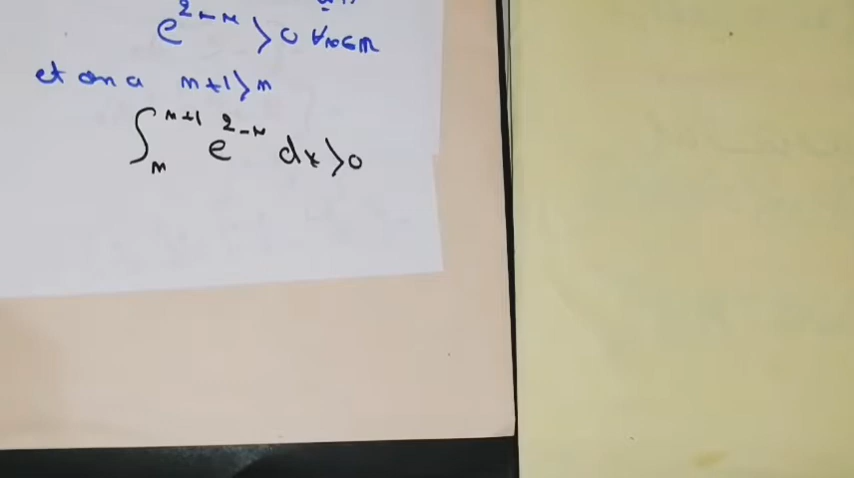 e^{2-x} > 0 ∀x∈ℝ
et on a n+1 > n
∫_n^{n+1} e^{2-x} dx > 0